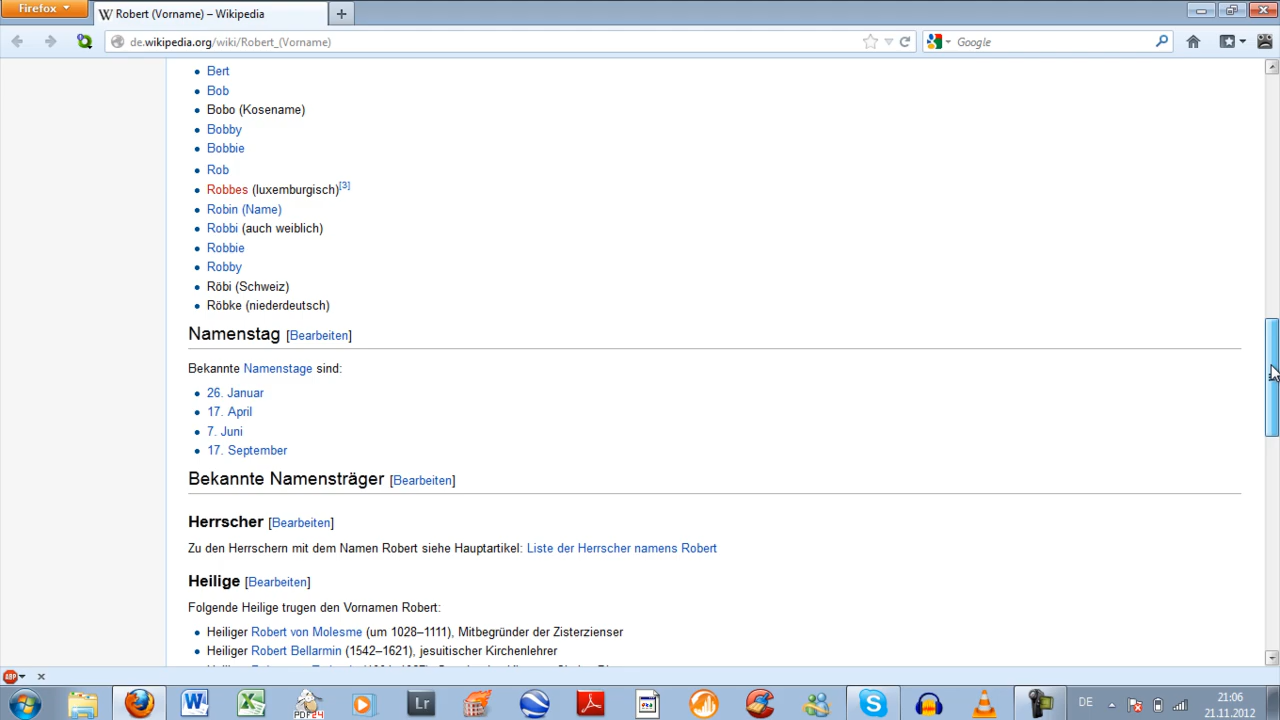 Firefox
Robert (Vorname) – Wikipedia
de.wikipedia.org/wiki/Robert_(Vorname)
Google
Bert
Bob
Bobo (Kosename)
Bobby
Bobbie
Rob
Robbes (luxemburgisch)[3]
Robin (Name)
Robbi (auch weiblich)
Robbie
Robby
Röbi (Schweiz)
Röbke (niederdeutsch)
Namenstag [Bearbeiten]
Bekannte Namenstage sind:
26. Januar
17. April
7. Juni
17. September
Bekannte Namensträger [Bearbeiten]
Herrscher [Bearbeiten]
Zu den Herrschern mit dem Namen Robert siehe Hauptartikel: Liste der Herrscher namens Robert
Heilige [Bearbeiten]
Folgende Heilige trugen den Vornamen Robert:
Heiliger Robert von Molesme (um 1028–1111), Mitbegründer der Zisterzienser
Heiliger Robert Bellarmin (1542–1621), jesuitischer Kirchenlehrer
ABP
W
X
PDF24
Lr
S
DE
21:06
21.11.2012